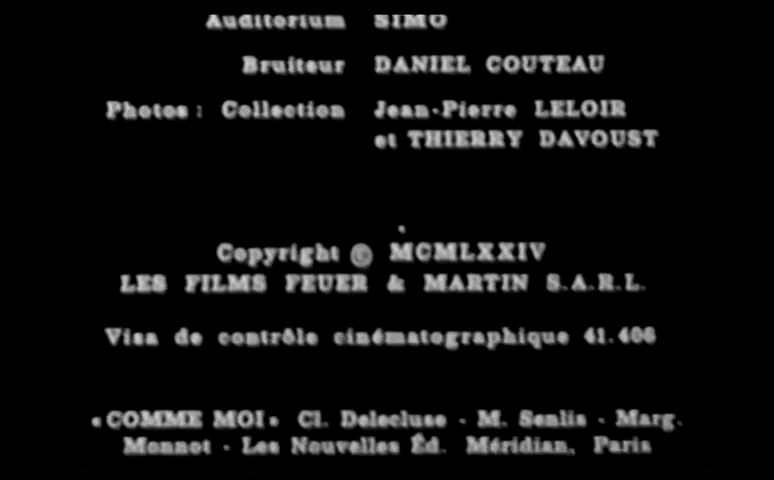 Auditorium SIMO
Bruiteur DANIEL COUTEAU
Photos : Collection Jean-Pierre LELOIR
et THIERRY DAVOUST
Copyright © MCMLXXIV
LES FILMS FEUER & MARTIN S.A.R.L.
Visa de contrôle cinématographique 41.406
«COMME MOI» Cl. Delecluse - M. Senlis - Marg.
Monnot - Les Nouvelles Éd. Méridian, Paris